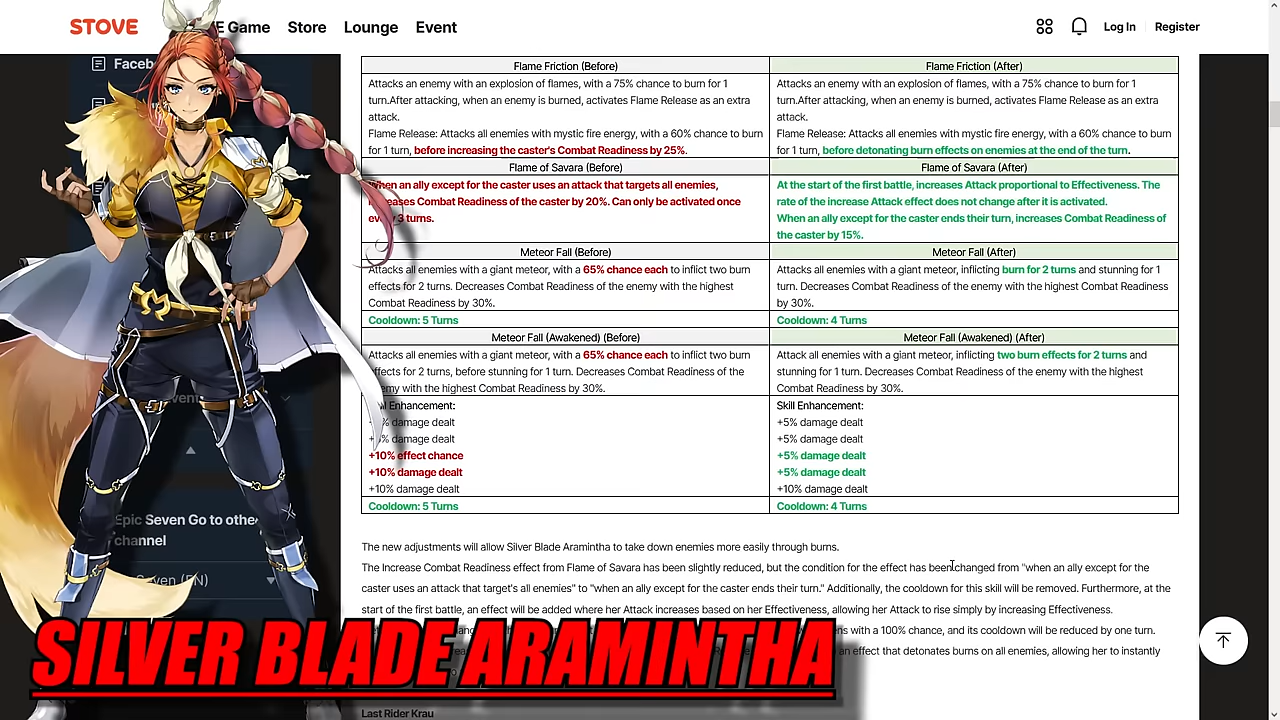 STOVE
Game Store Lounge Event
Log In Register
Flame Friction (Before)
Flame Friction (After)
Attacks an enemy with an explosion of flames, with a 75% chance to burn for 1
turn.After attacking, when an enemy is burned, activates Flame Release as an extra
attack.
Flame Release: Attacks all enemies with mystic fire energy, with a 60% chance to burn
for 1 turn, before increasing the caster's Combat Readiness by 25%.
Attacks an enemy with an explosion of flames, with a 75% chance to burn for 1
turn.After attacking, when an enemy is burned, activates Flame Release as an extra
attack.
Flame Release: Attacks all enemies with mystic fire energy, with a 60% chance to burn
for 1 turn, before detonating burn effects on enemies at the end of the turn.
Flame of Savara (Before)
Flame of Savara (After)
When an ally except for the caster uses an attack that targets all enemies,
increases Combat Readiness of the caster by 20%. Can only be activated once
every 3 turns.
At the start of the first battle, increases Attack proportional to Effectiveness. The
rate of the increase Attack effect does not change after it is activated.
When an ally except for the caster ends their turn, increases Combat Readiness of
the caster by 15%.
Meteor Fall (Before)
Meteor Fall (After)
Attacks all enemies with a giant meteor, with a 65% chance each to inflict two burn
effects for 2 turns. Decreases Combat Readiness of the enemy with the highest
Combat Readiness by 30%.
Attacks all enemies with a giant meteor, inflicting burn for 2 turns and stunning for 1
turn. Decreases Combat Readiness of the enemy with the highest Combat Readiness
by 30%.
Cooldown: 5 Turns
Cooldown: 4 Turns
Meteor Fall (Awakened) (Before)
Meteor Fall (Awakened) (After)
Attacks all enemies with a giant meteor, with a 65% chance each to inflict two burn
effects for 2 turns, before stunning for 1 turn. Decreases Combat Readiness of the
enemy with the highest Combat Readiness by 30%.
Attack all enemies with a giant meteor, inflicting two burn effects for 2 turns and
stunning for 1 turn. Decreases Combat Readiness of the enemy with the highest
Combat Readiness by 30%.
Enhancement:
damage dealt
damage dealt
+10% effect chance
+10% damage dealt
+10% damage dealt
Skill Enhancement:
+5% damage dealt
+5% damage dealt
+5% damage dealt
+5% damage dealt
+10% damage dealt
Cooldown: 5 Turns
Cooldown: 4 Turns
Epic Seven Go to other
channel
The new adjustments will allow Silver Blade Aramintha to take down enemies more easily through burns.
The Increase Combat Readiness effect from Flame of Savara has been slightly reduced, but the condition for the effect has been changed from "when an ally except for the
caster uses an attack that target's all enemies" to "when an ally except for the caster ends their turn." Additionally, the cooldown for this skill will be removed. Furthermore, at the
start of the first battle, an effect will be added where her Attack increases based on her Effectiveness, allowing her Attack to rise simply by increasing Effectiveness.
with a 100% chance, and its cooldown will be reduced by one turn.
an effect that detonates burns on all enemies, allowing her to instantly
SILVER BLADE ARAMINTHA
Last Rider Krau